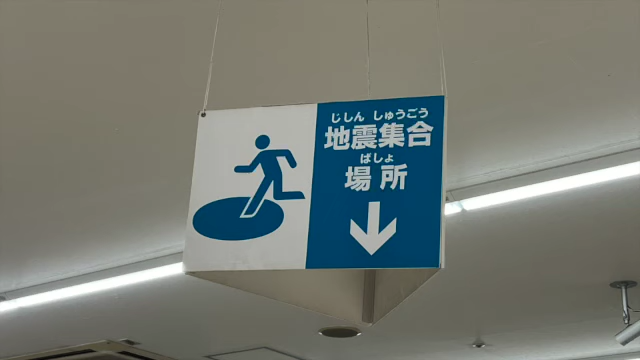 じしん しゅうごう
地震集合
ばしょ
場所